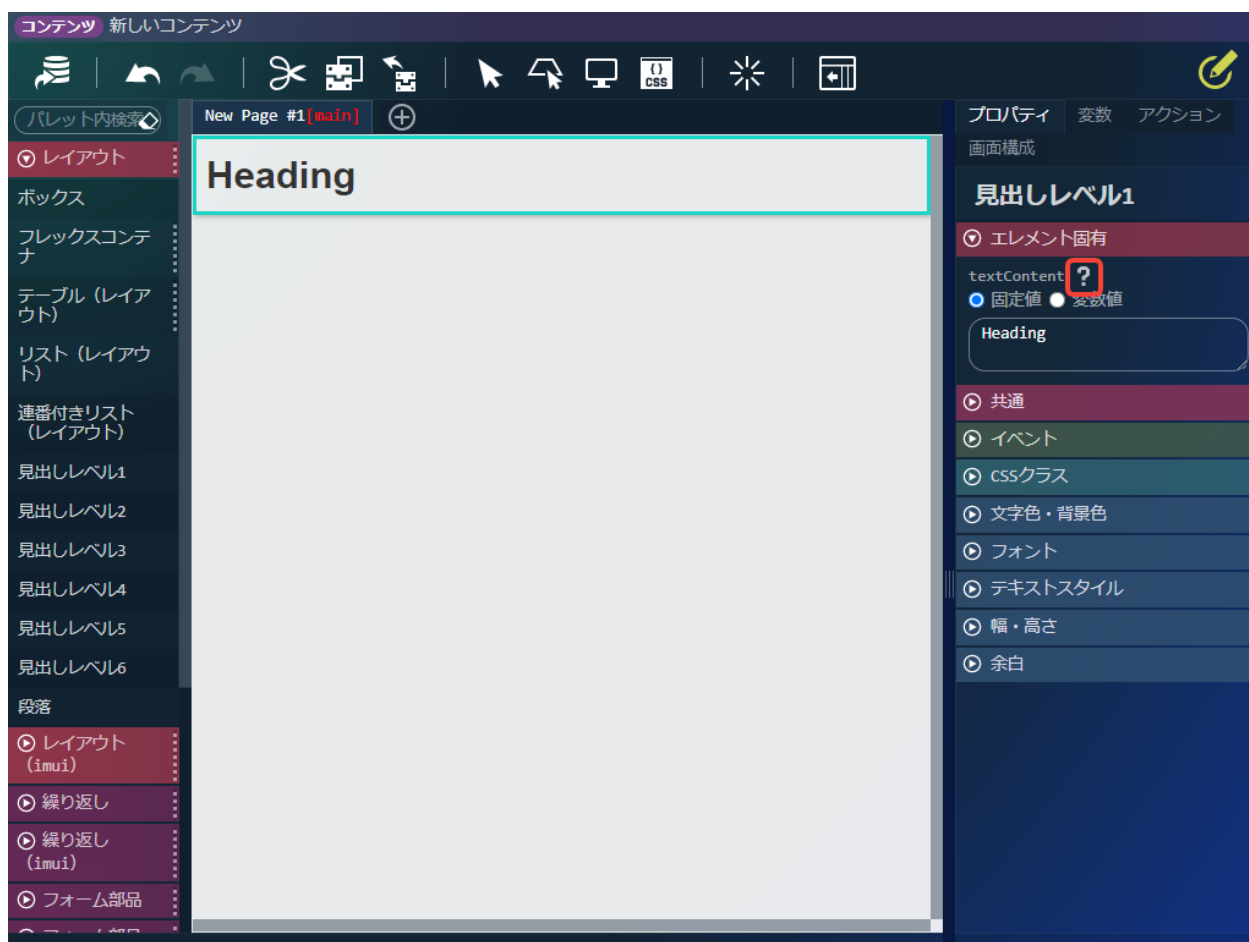 コンテンツ 新しいコンテンツ
{}
CSS
パレット内検索
レイアウト
ボックス
フレックスコンテ
ナ
テーブル（レイア
ウト）
リスト（レイアウ
ト）
連番付きリスト
（レイアウト）
見出しレベル1
見出しレベル2
見出しレベル3
見出しレベル4
見出しレベル5
見出しレベル6
段落
レイアウト
（imui）
繰り返し
繰り返し
（imui）
フォーム部品
New Page #1[main]
Heading
プロパティ 変数 アクション
画面構成
見出しレベル1
エレメント固有
textContent ?
固定値 変数値
Heading
共通
イベント
CSSクラス
文字色・背景色
フォント
テキストスタイル
幅・高さ
余白